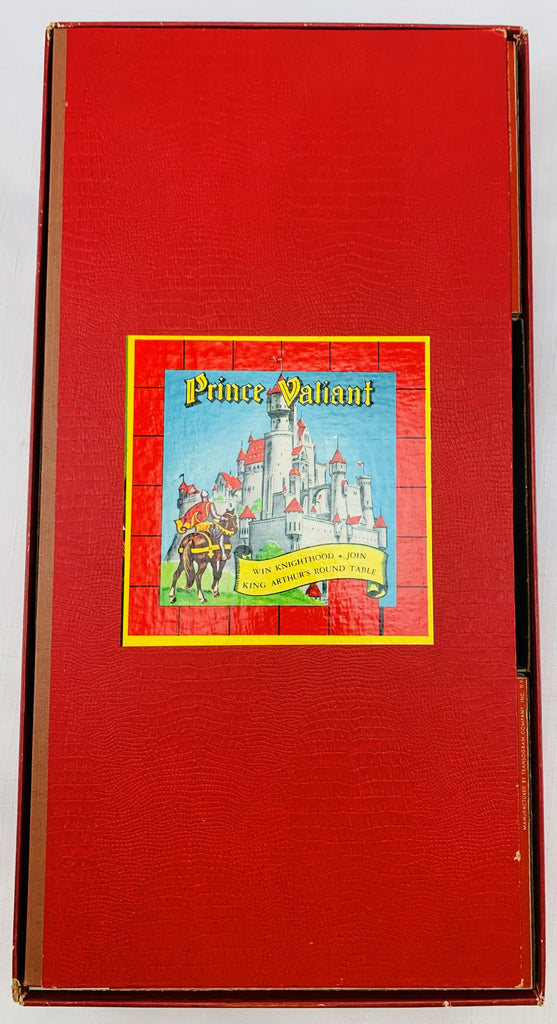 Prince Valiant
WIN KNIGHTHOOD • JOIN
KING ARTHUR'S ROUND TABLE
MANUFACTURED BY TRANSOGRAM COMPANY, INC. N.Y.